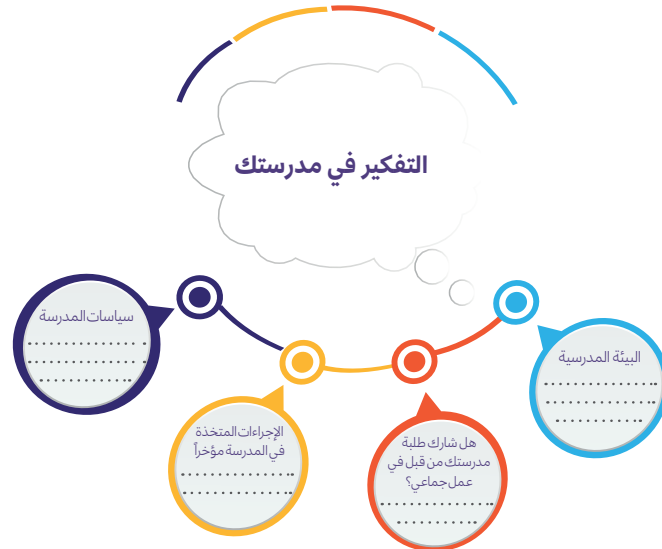 التفكير في مدرستك
البيئة المدرسية
هل شارك طلبة
مدرستك من قبل في
عمل جماعي؟
الإجراءات المتخذة
في المدرسة مؤخراً
سياسات المدرسة